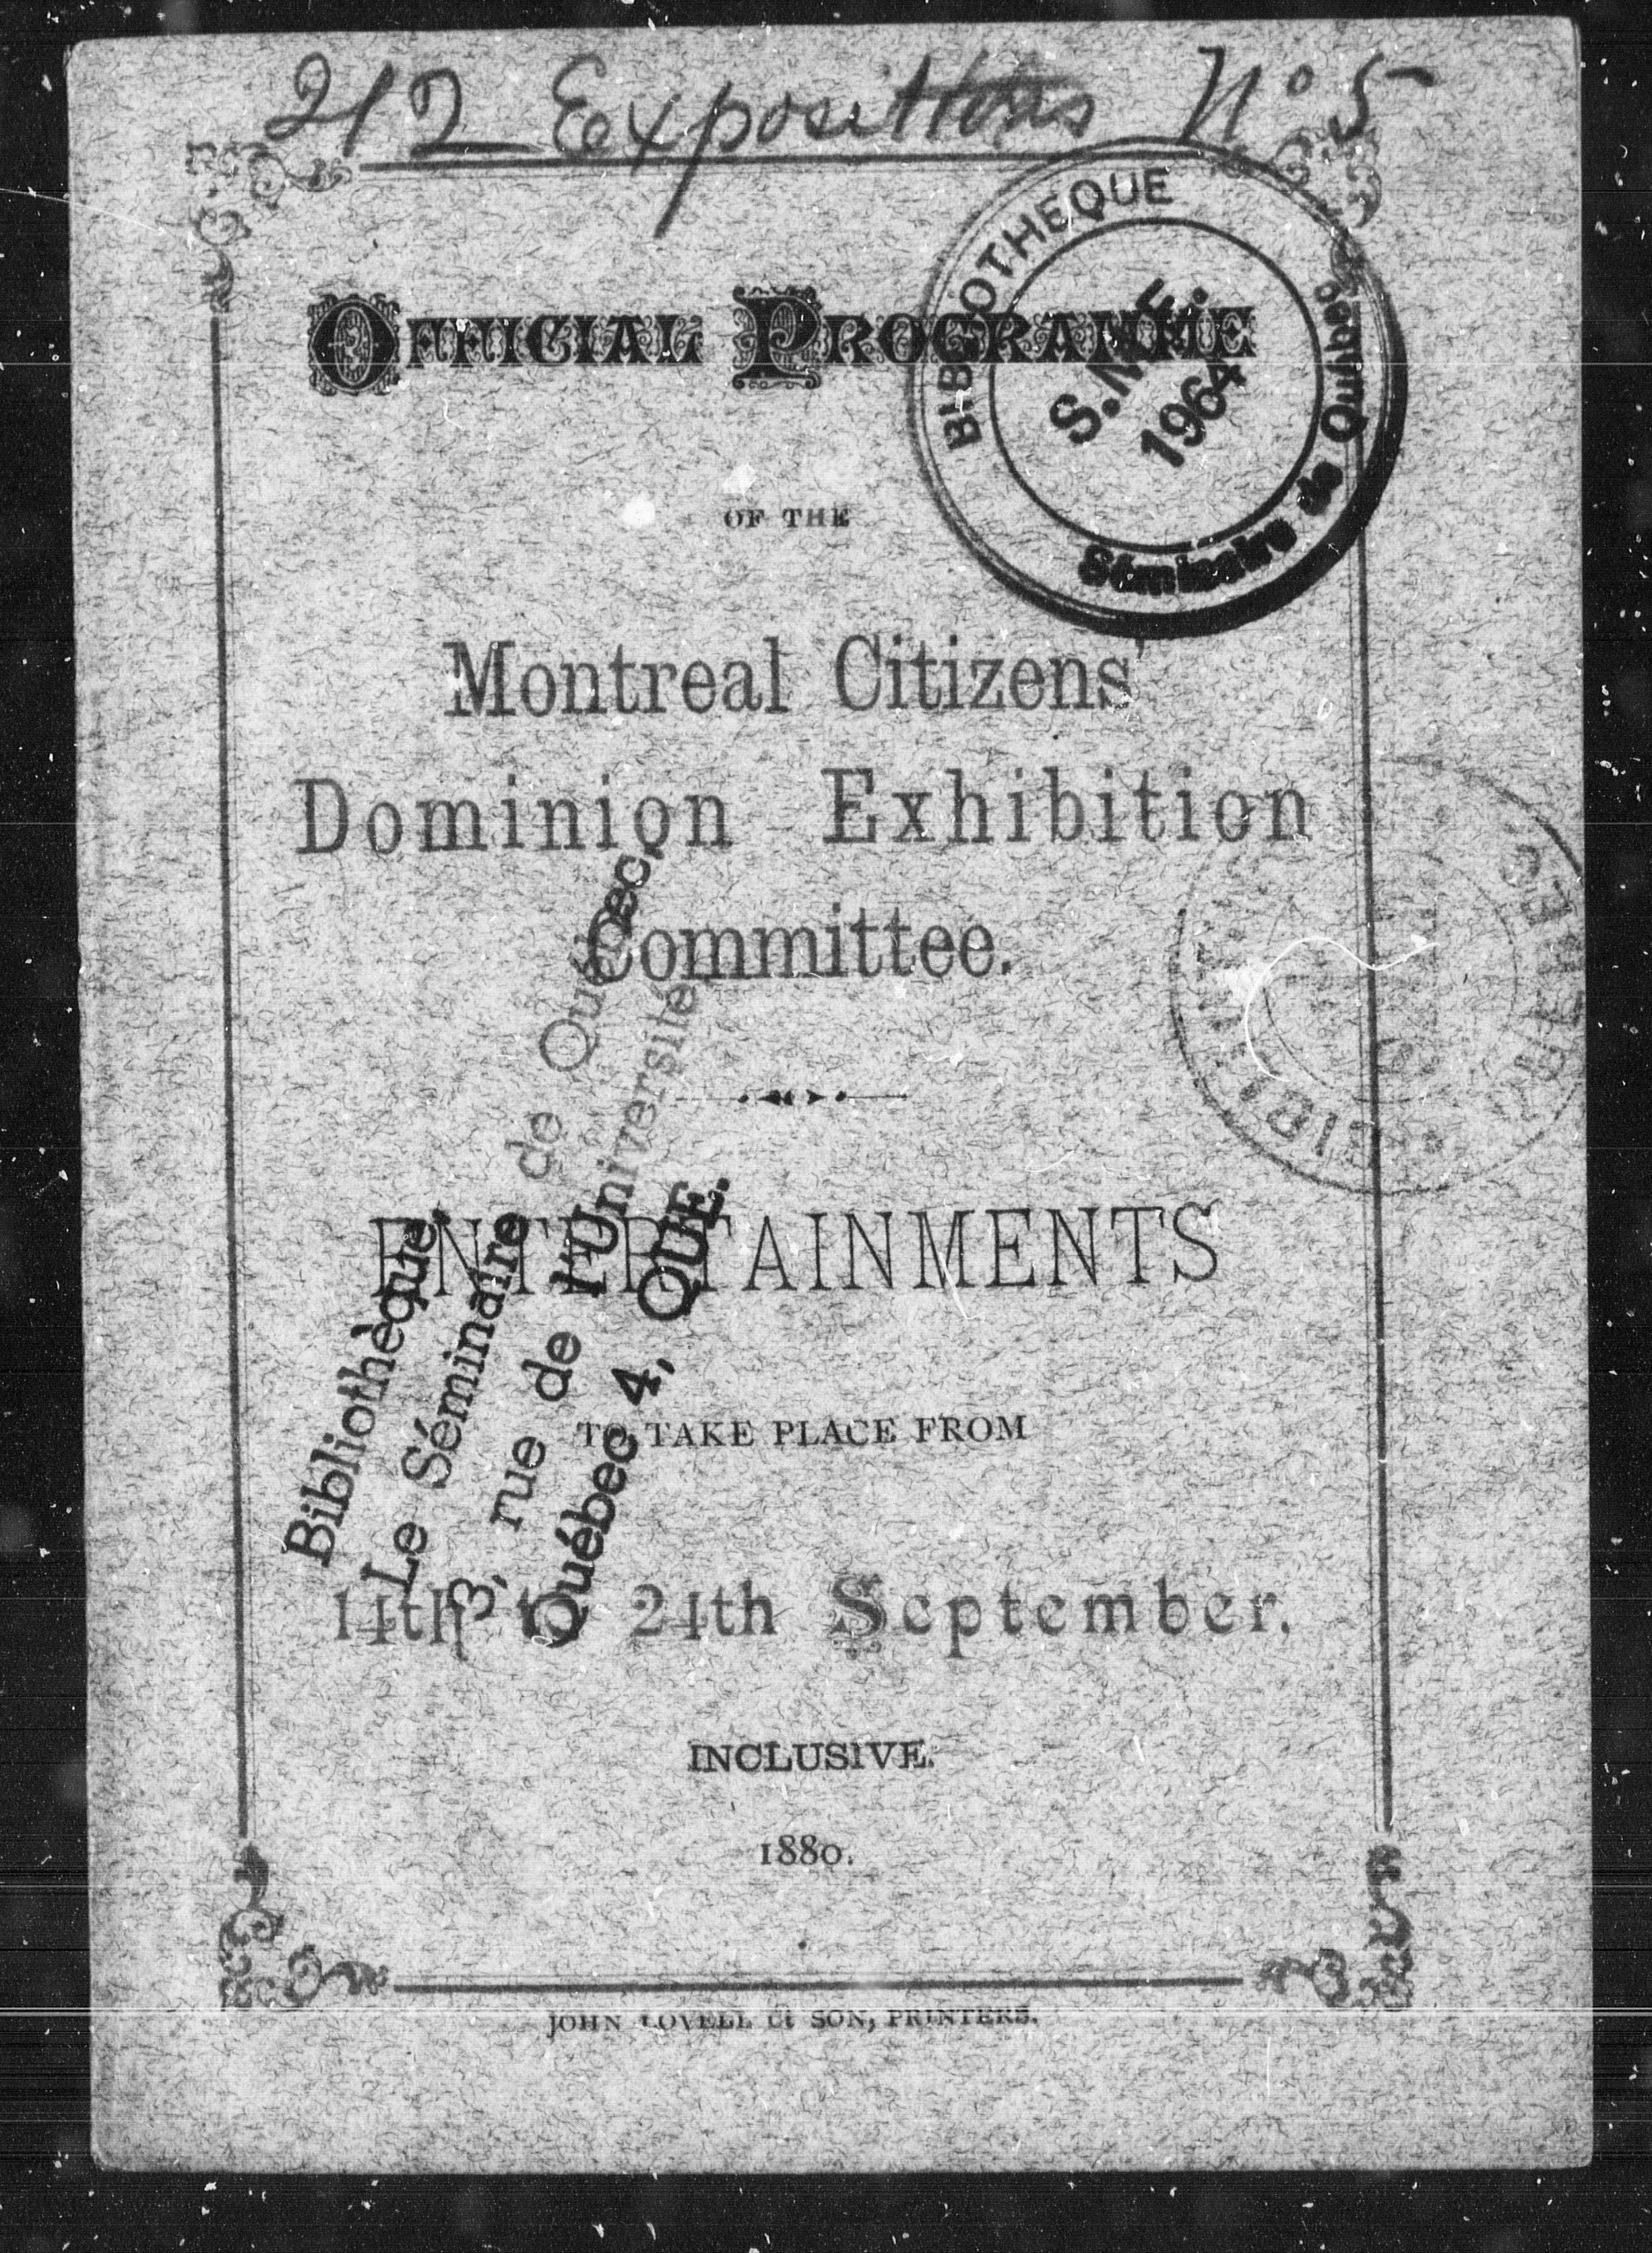 212 Expositions N° 5
OFFICIAL PROGRAMME
BIBLIOTHEQUE
S.M.E.
1964
Séminaire de Québec
OF THE
Montreal Citizens'
Dominion Exhibition
Committee.
ENTERTAINMENTS
Bibliothèque,
Le Séminaire de Québec,
3, rue de l'Université,
Québec 4, QUE.
TO TAKE PLACE FROM
14th to 24th September.
INCLUSIVE.
1880.
JOHN LOVELL & SON, PRINTERS.